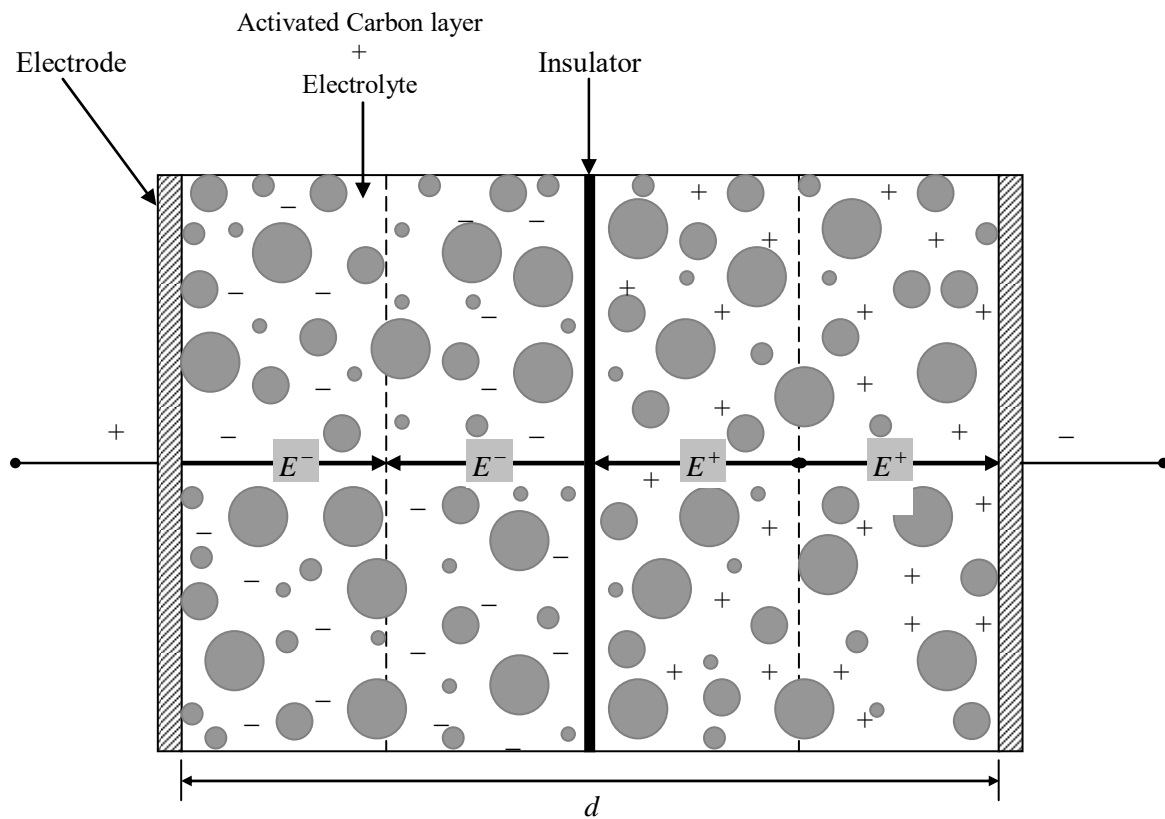 Activated Carbon layer
+
Electrolyte
Electrode
Insulator
+
−
E⁻
E⁻
E⁺
E⁺
d